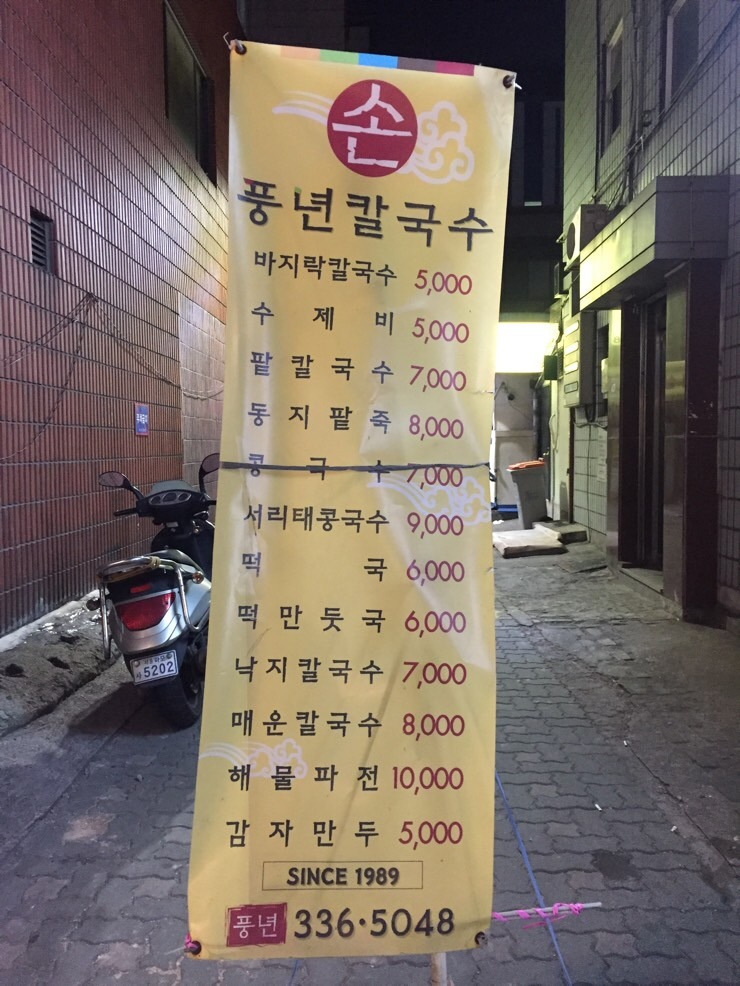 손
풍년칼국수
바지락칼국수 5,000
수제비 5,000
팥칼국수 7,000
동지팥죽 8,000
콩국수 7,000
서리태콩국수 9,000
떡국 6,000
떡만둣국 6,000
낙지칼국수 7,000
매운칼국수 8,000
해물파전 10,000
감자만두 5,000
SINCE 1989
풍년 336·5048
5202